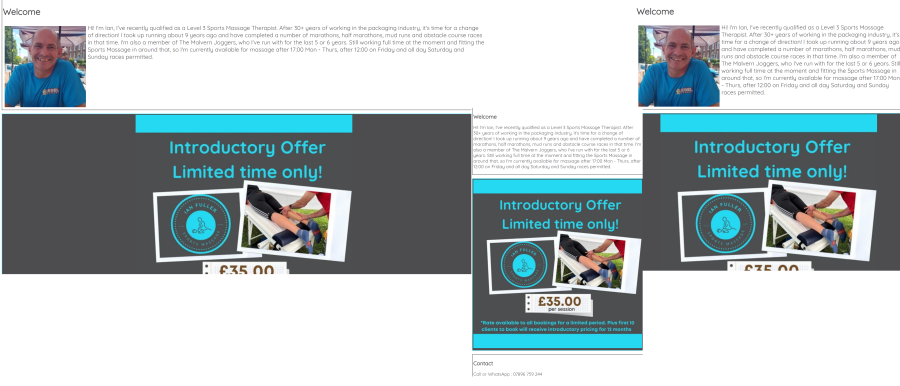 Welcome
Hi! I'm Ian, I've recently qualified as a Level 3 Sports Massage Therapist. After 30+ years of working in the packaging industry, it's time for a change
of direction! I took up running about 9 years ago and have completed a number of marathons, half marathons, mud runs and obstacle course races
in that time. I'm also a member of The Malvern Joggers, who I've run with for the last 5 or 6 years. Still working full time at the moment and fitting the
Sports Massage in around that, so I'm currently available for massage after 17:00 Mon - Thurs, after 12:00 on Friday and all day Saturday and
Sunday races permitted.
Introductory Offer
Limited time only!
IAN FULLER
SPORTS MASSAGE
£35.00
Welcome
Hi! I'm Ian, I've recently qualified as a Level 3 Sports Massage Therapist. After
30+ years of working in the packaging industry, it's time for a change of
direction! I took up running about 9 years ago and have completed a number of
marathons, half marathons, mud runs and obstacle course races in that time. I'm
also a member of The Malvern Joggers, who I've run with for the last 5 or 6
years. Still working full time at the moment and fitting the Sports Massage in
around that, so I'm currently available for massage after 17:00 Mon - Thurs, after
12:00 on Friday and all day Saturday and Sunday races permitted.
Introductory Offer
Limited time only!
IAN FULLER
SPORTS MASSAGE
£35.00
per session
*Rate available to all bookings for a limited period. Plus first 10
clients to book will receive introductory pricing for 12 months
Contact
Call or WhatsApp : 07896 759 244
Welcome
Hi! I'm Ian, I've recently qualified as a Level 3 Sports Massage
Therapist. After 30+ years of working in the packaging industry, it's
time for a change of direction! I took up running about 9 years ago
and have completed a number of marathons, half marathons, mud
runs and obstacle course races in that time. I'm also a member of
The Malvern Joggers, who I've run with for the last 5 or 6 years. Still
working full time at the moment and fitting the Sports Massage in
around that, so I'm currently available for massage after 17:00 Mon
- Thurs, after 12:00 on Friday and all day Saturday and Sunday
races permitted.
Introductory Offer
Limited time only!
IAN FULLER
SPORTS MASSAGE
£35.00